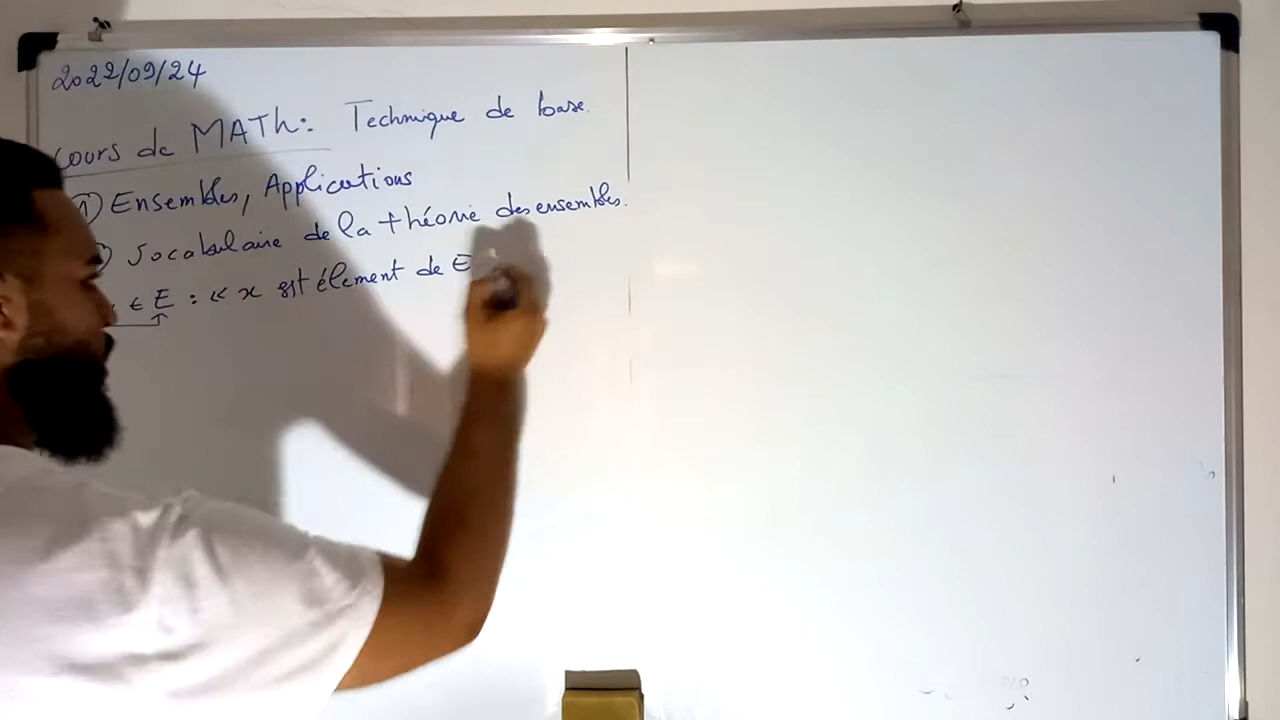 2022/09/24
Cours de MATH: Technique de base.
① Ensembles, Applications
Vocabulaire de la théorie des ensembles.
∈ E : « x est élément de E